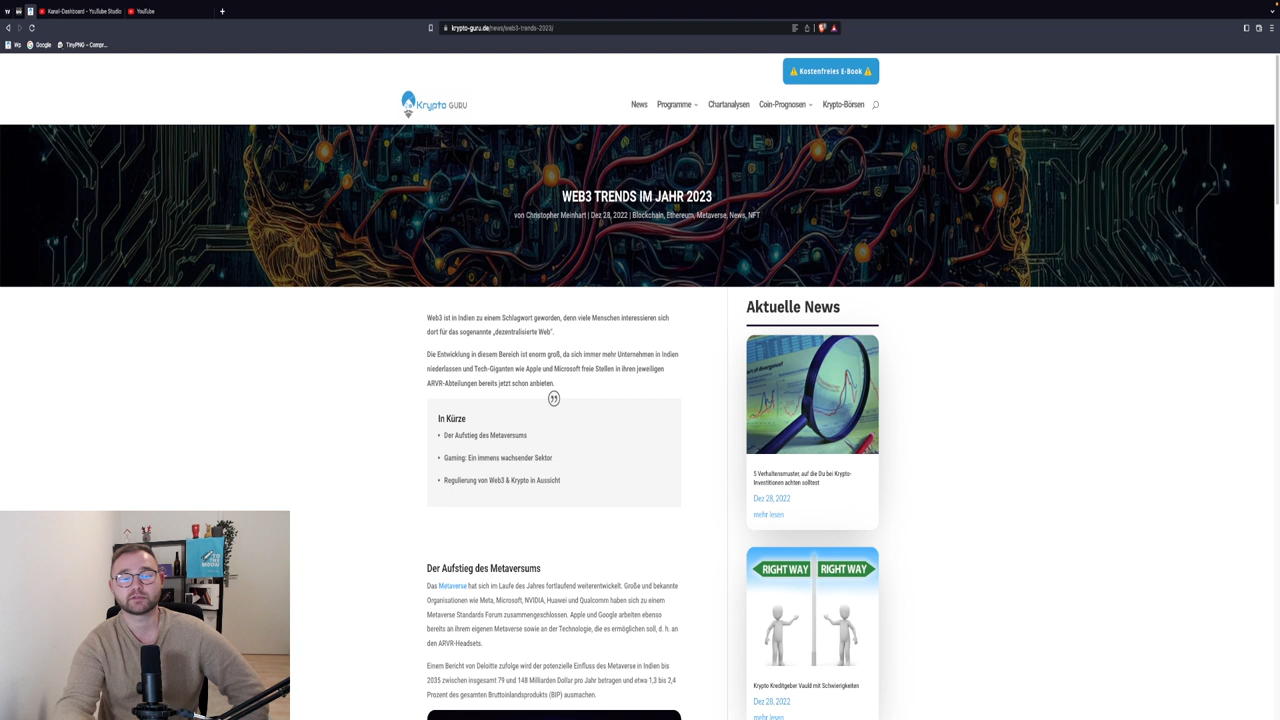 Kanal-Dashboard - YouTube Studio
YouTube
krypto-guru.de/news/web3-trends-2023/
Wp
Google
TinyPNG – Compr...
⚠️ Kostenfreies E-Book ⚠️
Krypto GURU
News
Programme
Chartanalysen
Coin-Prognosen
Krypto-Börsen
WEB3 TRENDS IM JAHR 2023
von Christopher Meinhart | Dez 28, 2022 | Blockchain, Ethereum, Metaverse, News, NFT
Web3 ist in Indien zu einem Schlagwort geworden, denn viele Menschen interessieren sich
dort für das sogenannte „dezentralisierte Web“.
Die Entwicklung in diesem Bereich ist enorm groß, da sich immer mehr Unternehmen in Indien
niederlassen und Tech-Giganten wie Apple und Microsoft freie Stellen in ihren jeweiligen
ARVR-Abteilungen bereits jetzt schon anbieten.
In Kürze
• Der Aufstieg des Metaversums
• Gaming: Ein immens wachsender Sektor
• Regulierung von Web3 & Krypto in Aussicht
Der Aufstieg des Metaversums
Das Metaverse hat sich im Laufe des Jahres fortlaufend weiterentwickelt. Große und bekannte
Organisationen wie Meta, Microsoft, NVIDIA, Huawei und Qualcomm haben sich zu einem
Metaverse Standards Forum zusammengeschlossen. Apple und Google arbeiten ebenso
bereits an ihrem eigenen Metaverse sowie an der Technologie, die es ermöglichen soll, d. h. an
den ARVR-Headsets.
Einem Bericht von Deloitte zufolge wird der potenzielle Einfluss des Metaverse in Indien bis
2035 zwischen insgesamt 79 und 148 Milliarden Dollar pro Jahr betragen und etwa 1,3 bis 2,4
Prozent des gesamten Bruttoinlandsprodukts (BIP) ausmachen.
Aktuelle News
5 Verhaltensmuster, auf die Du bei Krypto-
Investitionen achten solltest
Dez 28, 2022
mehr lesen
RIGHT WAY
RIGHT WAY
Krypto Kreditgeber Vauld mit Schwierigkeiten
Dez 28, 2022
mehr lesen
TO THE
MOON